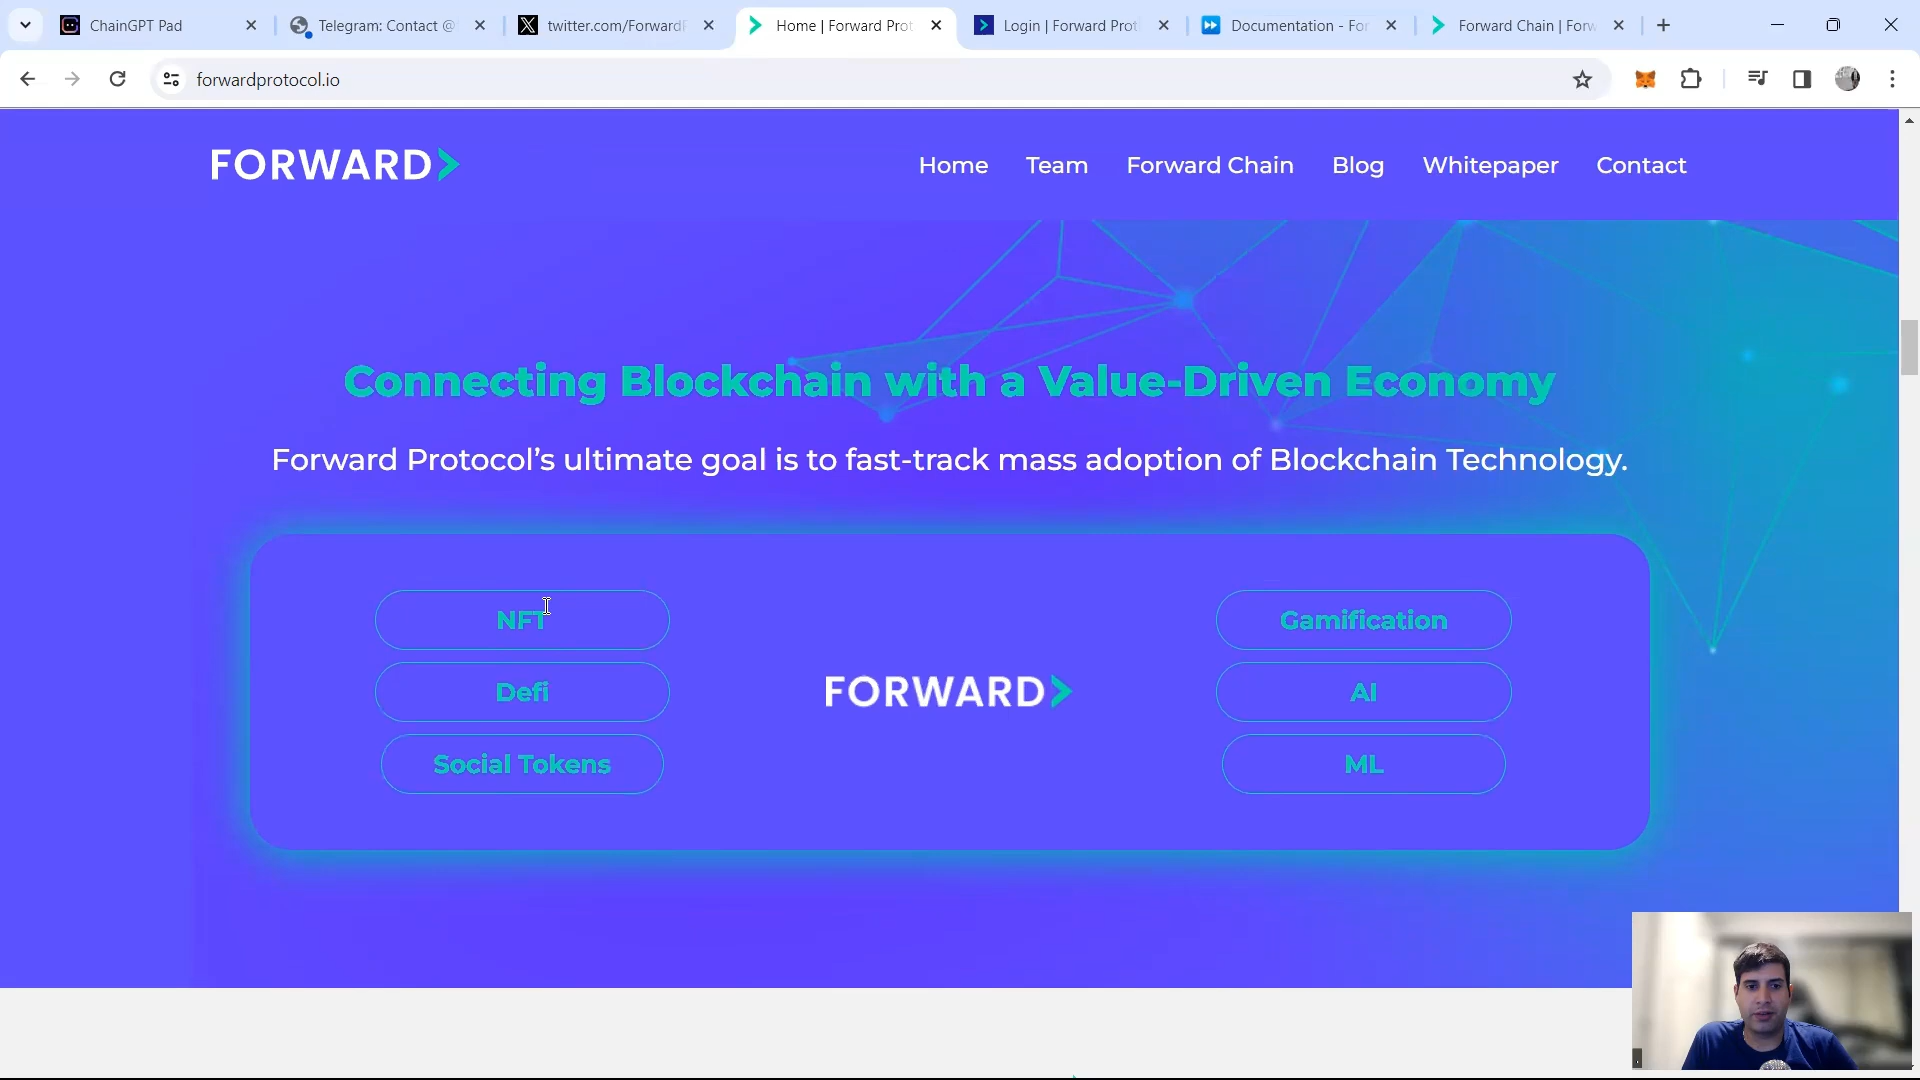 ChainGPT Pad
Telegram: Contact @
twitter.com/Forward
Home | Forward Prot
Login | Forward Prot
Documentation - For
Forward Chain | Forw
forwardprotocol.io
FORWARD
Home
Team
Forward Chain
Blog
Whitepaper
Contact
Connecting Blockchain with a Value-Driven Economy
Forward Protocol’s ultimate goal is to fast-track mass adoption of Blockchain Technology.
NFT
Defi
Social Tokens
FORWARD
Gamification
AI
ML